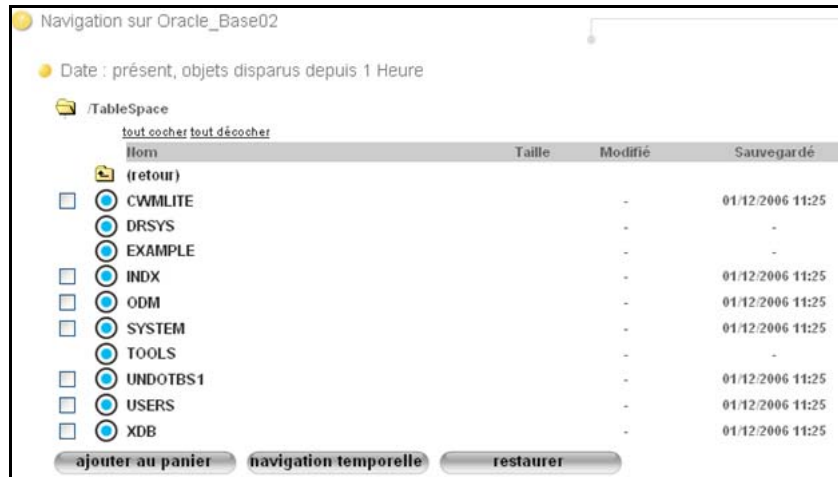 Navigation sur Oracle_Base02
Date : présent, objets disparus depuis 1 Heure
/TableSpace
tout cocher tout décocher
Nom Taille Modifié Sauvegardé
(retour)
CWMLITE - 01/12/2006 11:25
DRSYS - -
EXAMPLE - -
INDX - 01/12/2006 11:25
ODM - 01/12/2006 11:25
SYSTEM - 01/12/2006 11:25
TOOLS - -
UNDOTBS1 - 01/12/2006 11:25
USERS - 01/12/2006 11:25
XDB - 01/12/2006 11:25
ajouter au panier navigation temporelle restaurer